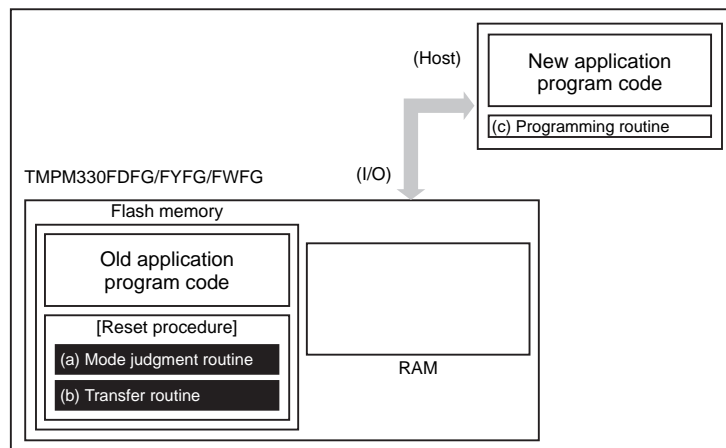 (Host)
New application
program code
(c) Programming routine
TMPM330FDFG/FYFG/FWFG
(I/O)
Flash memory
Old application
program code
[Reset procedure]
(a) Mode judgment routine
(b) Transfer routine
RAM